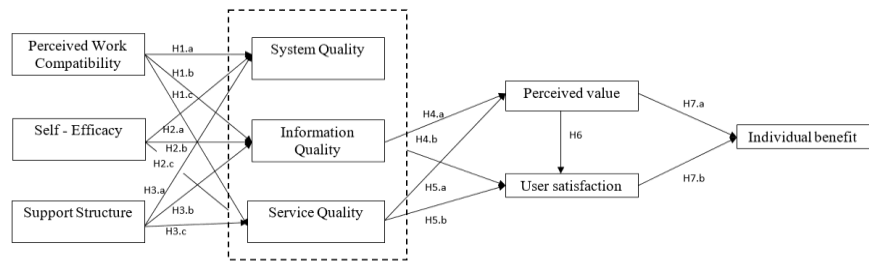 Perceived Work
Compatibility
Self - Efficacy
Support Structure
H1.a
H1.b
H1.c
H2.a
H2.b
H2.c
H3.a
H3.b
H3.c
System Quality
Information
Quality
Service Quality
H4.a
H4.b
H5.a
H5.b
Perceived value
H6
User satisfaction
H7.a
H7.b
Individual benefit